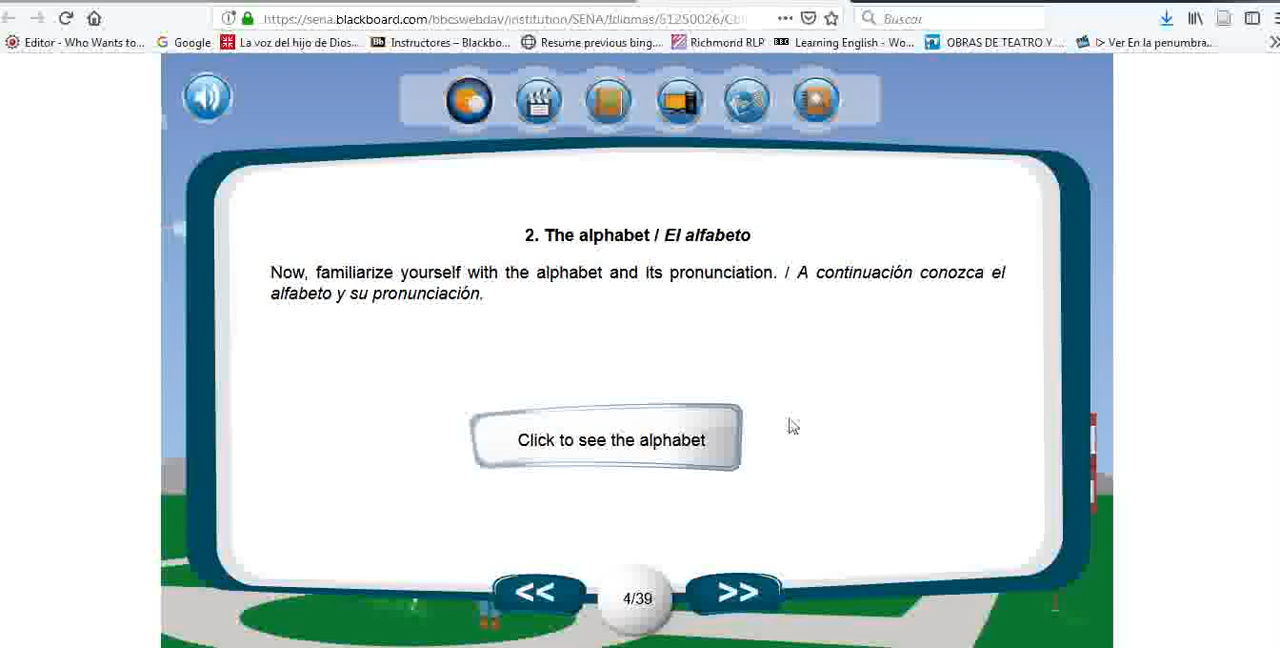 https://sena.blackboard.com/bbcswebdav/institution/SENA/Idiomas/51250026/Cbl
Buscar
Editor - Who Wants to... Google La voz del hijo de Dios... Bb Instructores – Blackbo... Resume previous bing... Richmond RLP BBC Learning English - Wo... OBRAS DE TEATRO Y ... ▷ Ver En la penumbra...
2. The alphabet / El alfabeto
Now, familiarize yourself with the alphabet and its pronunciation. / A continuación conozca el
alfabeto y su pronunciación.
Click to see the alphabet
<< 4/39 >>